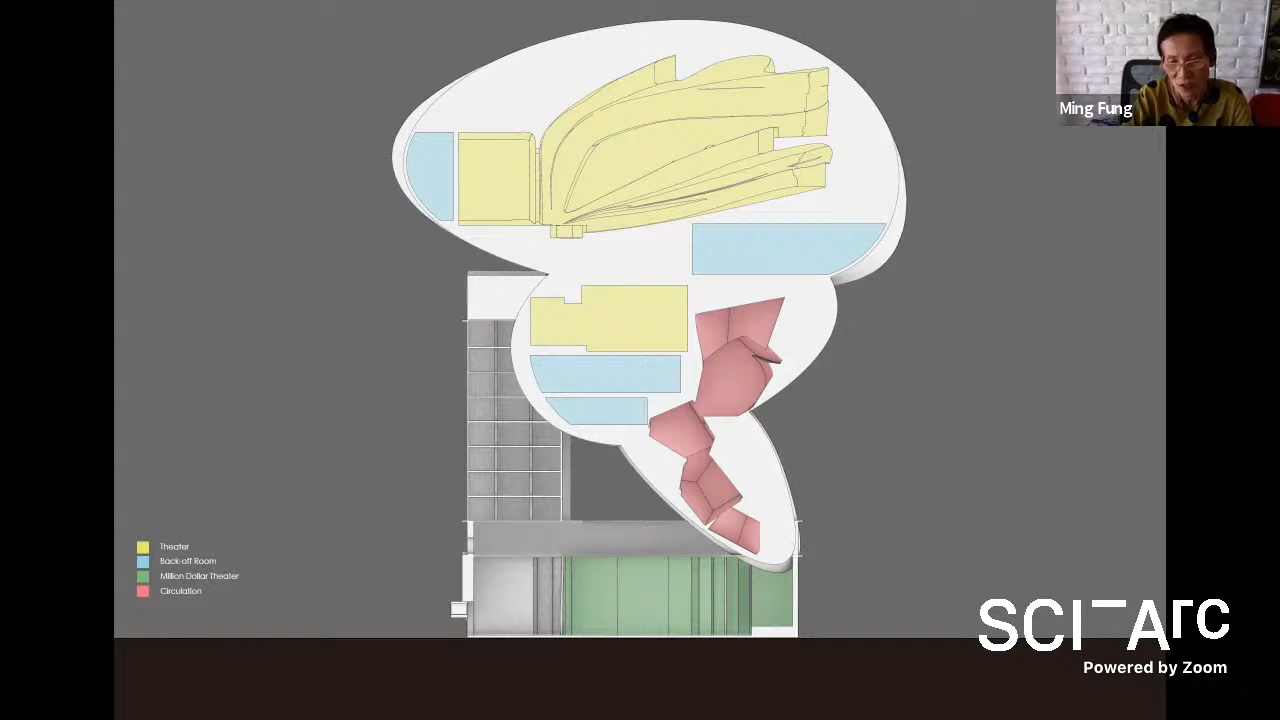 Ming Fung
Theater
Back-off Room
Million Dollar Theater
Circulation
SCI-Arc
Powered by Zoom